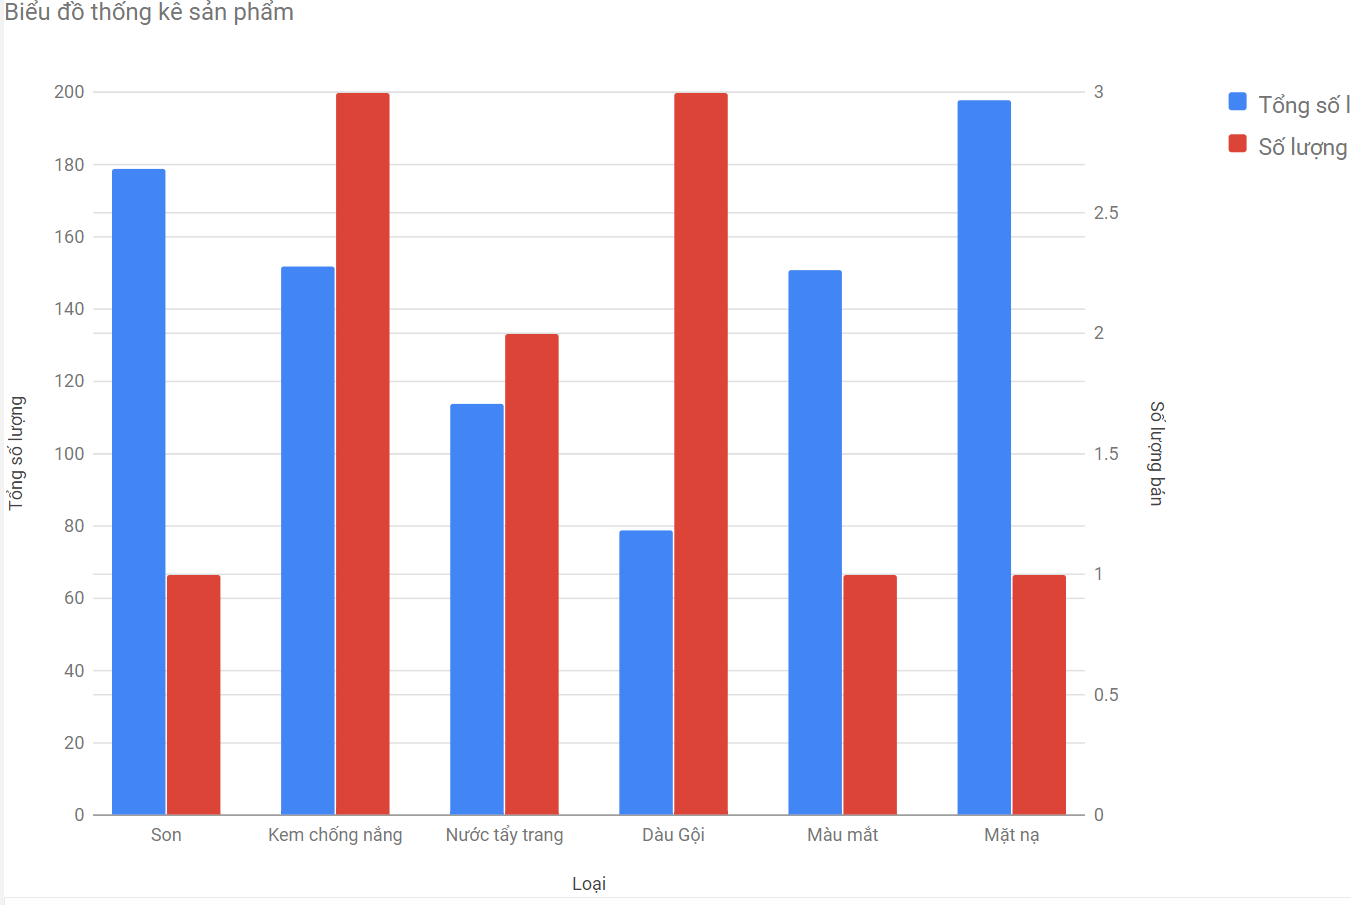 Biểu đồ thống kê sản phẩm
Tổng số l
Số lượng
200
180
160
140
120
100
80
60
40
20
0
3
2.5
2
1.5
1
0.5
0
Tổng số lượng
Số lượng bán
Son
Kem chống nắng
Nước tẩy trang
Dàu Gội
Màu mắt
Mặt nạ
Loại